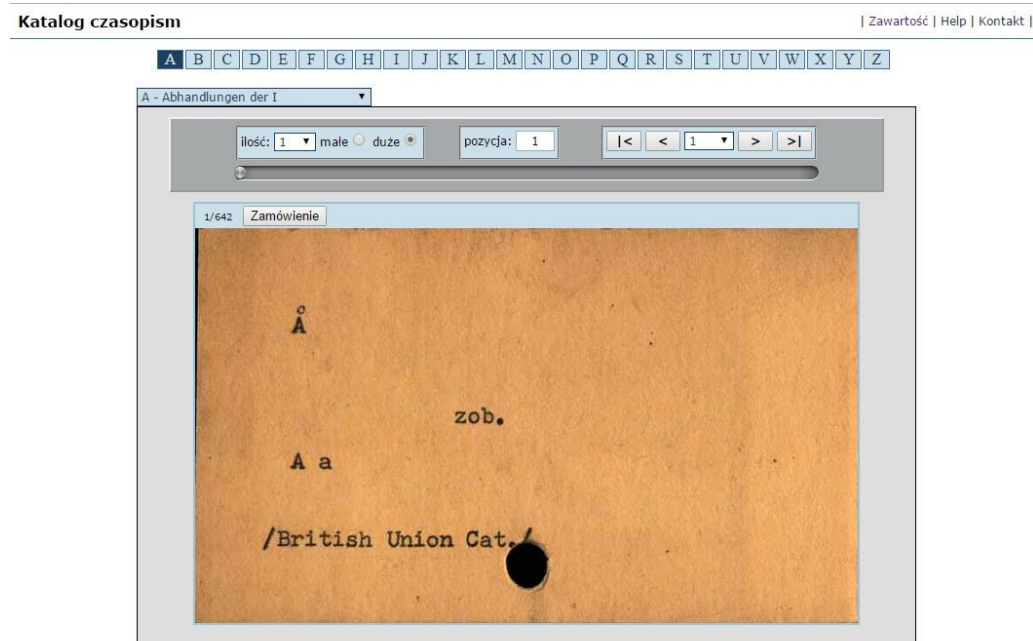 Katalog czasopism
| Zawartość | Help | Kontakt |
A B C D E F G H I J K L M N O P Q R S T U V W X Y Z
A - Abhandlungen der I
ilość: 1 małe duże pozycja: 1 |< < 1 > >|
1/642 Zamówienie
Å
zob.
A a
/British Union Cat./